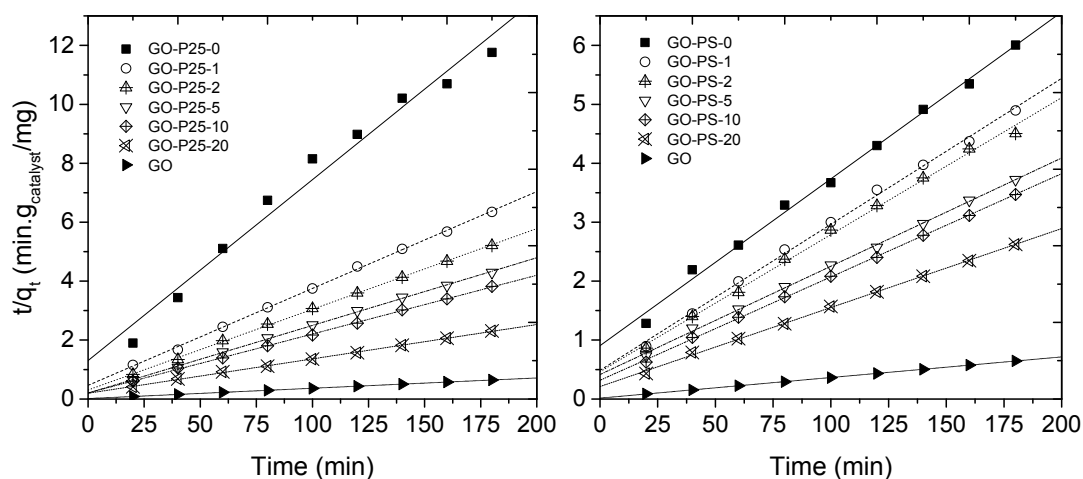 t/qt (min.gcatalyst/mg)
12
10
8
6
4
2
0
GO-P25-0
GO-P25-1
GO-P25-2
GO-P25-5
GO-P25-10
GO-P25-20
GO
0 25 50 75 100 125 150 175 200
Time (min)
6
5
4
3
2
1
0
GO-PS-0
GO-PS-1
GO-PS-2
GO-PS-5
GO-PS-10
GO-PS-20
GO
0 25 50 75 100 125 150 175 200
Time (min)